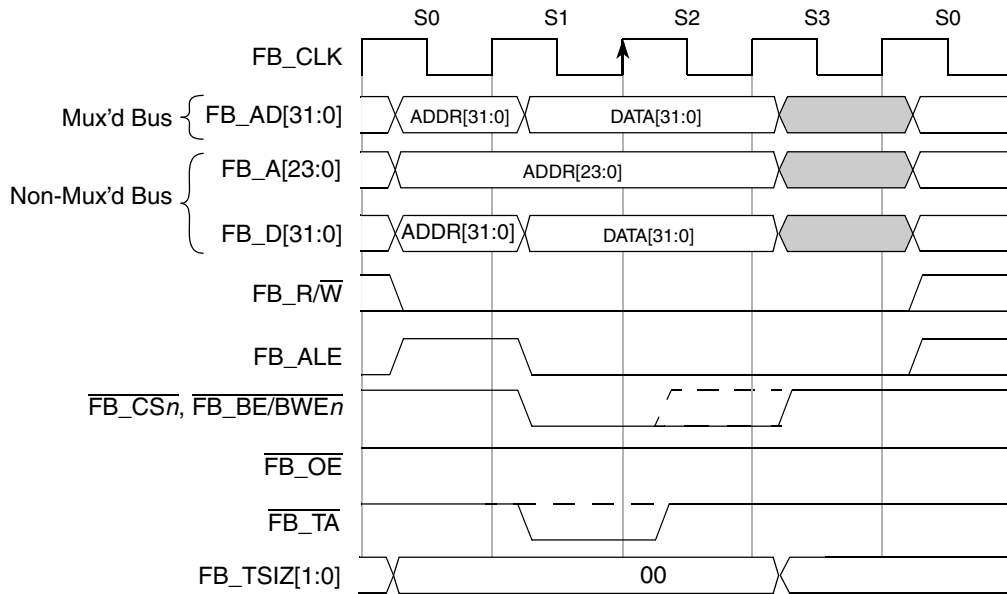 S0 S1 S2 S3 S0
FB_CLK
Mux'd Bus FB_AD[31:0] ADDR[31:0] DATA[31:0]
FB_A[23:0] ADDR[23:0]
Non-Mux'd Bus
FB_D[31:0] ADDR[31:0] DATA[31:0]
FB_R/W
FB_ALE
FB_CSn, FB_BE/BWEn
FB_OE
FB_TA
FB_TSIZ[1:0] 00